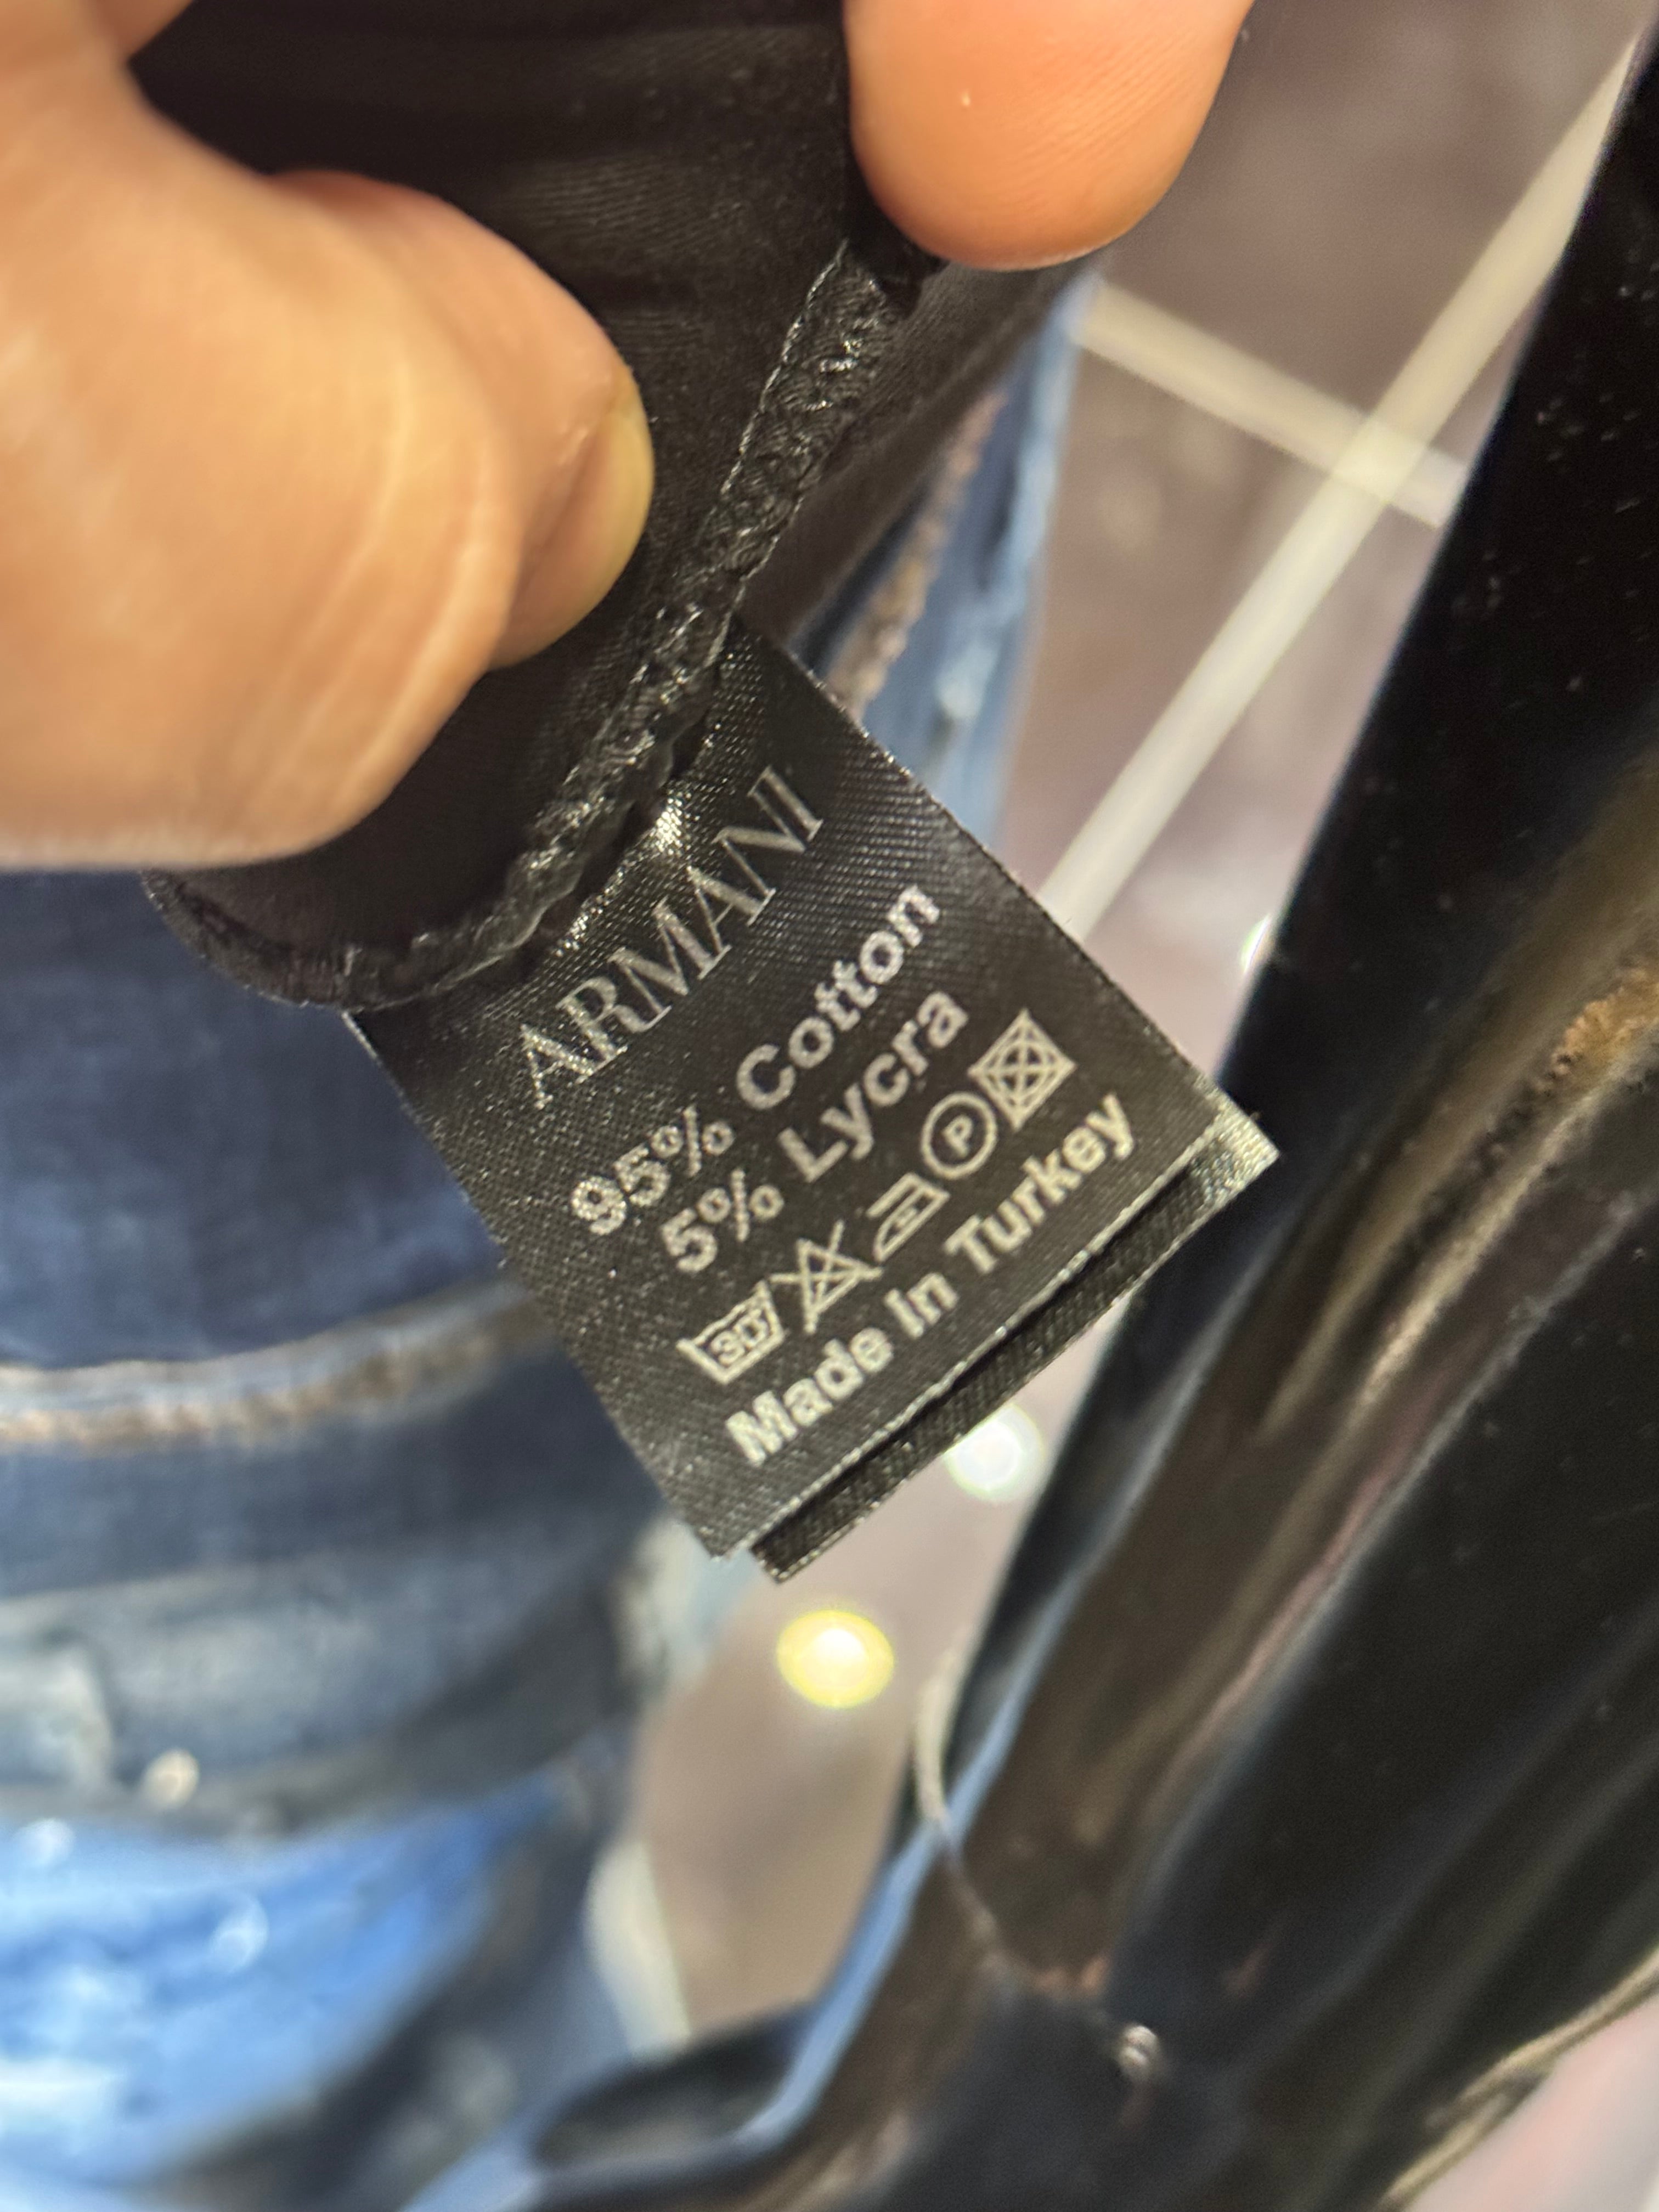 ARMANI
95% Cotton
5% Lycra
30 P
Made In Turkey